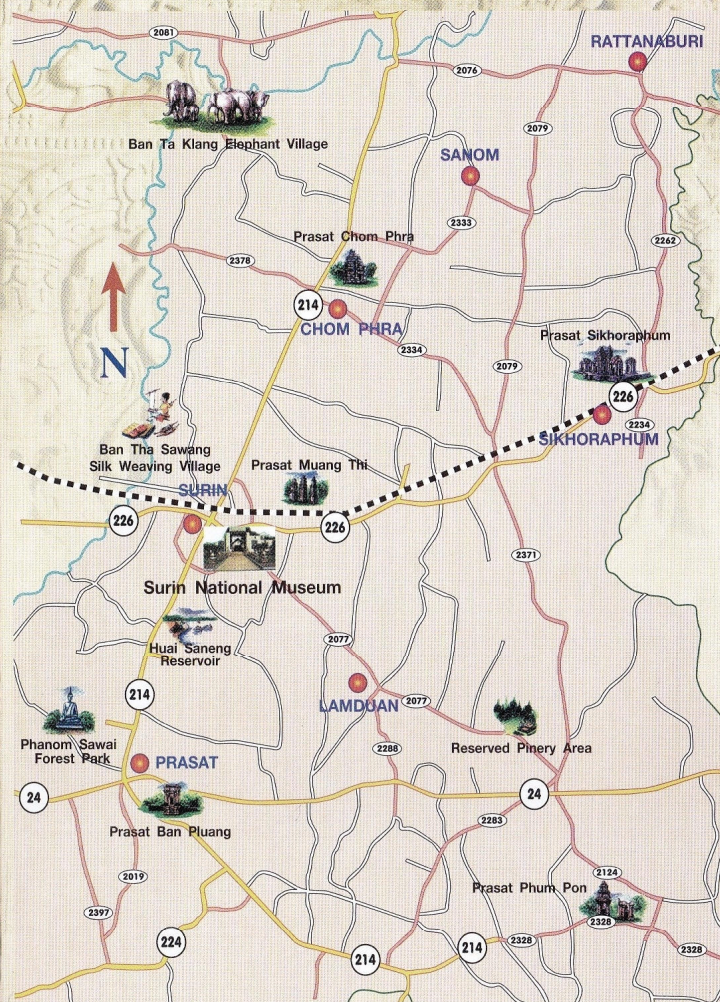 2081
RATTANABURI
2076
Ban Ta Klang Elephant Village
2079
SANOM
2333
Prasat Chom Phra
2262
2378
214
CHOM PHRA
N
2334
Prasat Sikhoraphum
2079
226
SIKHORAPHUM
2234
Ban Tha Sawang
Silk Weaving Village
Prasat Muang Thi
SURIN
226
226
2371
Surin National Museum
Huai Saneng
Reservoir
2077
214
LAMDUAN
2077
Phanom Sawai
Forest Park
Reserved Pinery Area
2288
PRASAT
24
24
Prasat Ban Pluang
2283
2019
2124
Prasat Phum Pon
2397
2328
224
214
2328
2328
214